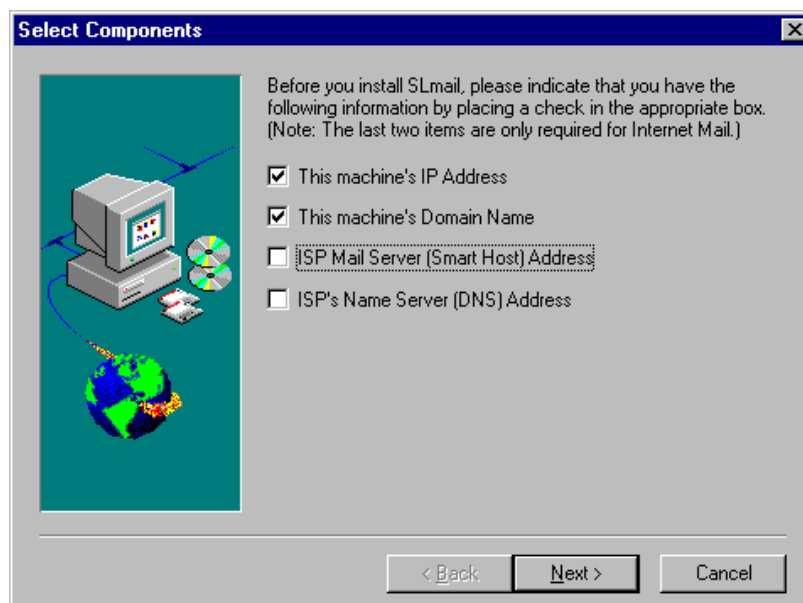 Select Components
Before you install SLmail, please indicate that you have the
following information by placing a check in the appropriate box.
(Note: The last two items are only required for Internet Mail.)
This machine's IP Address
This machine's Domain Name
ISP Mail Server (Smart Host) Address
ISP's Name Server (DNS) Address
< Back
Next >
Cancel